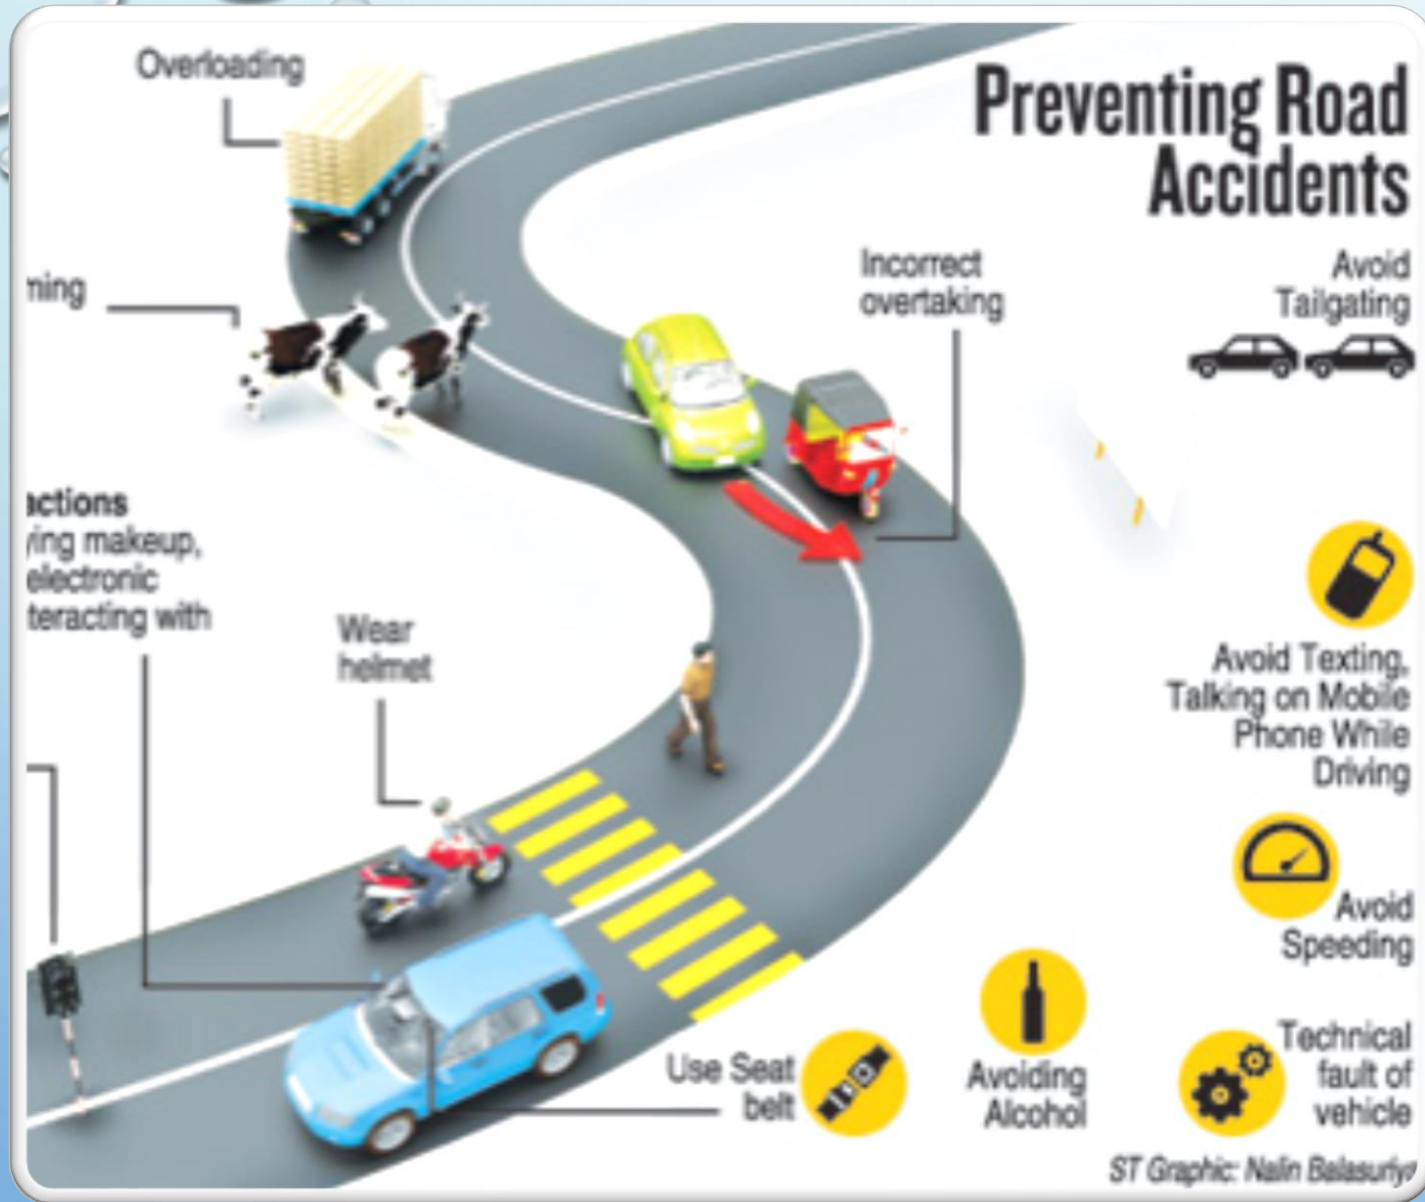 Overloading
Preventing Road
Accidents
ming
Incorrect
overtaking
Avoid
Tailgating
actions
ying makeup,
electronic
teracting with
Wear
helmet
Avoid Texting,
Talking on Mobile
Phone While
Driving
Avoid
Speeding
Use Seat
belt
Avoiding
Alcohol
Technical
fault of
vehicle
ST Graphic: Nalin Balasuriya